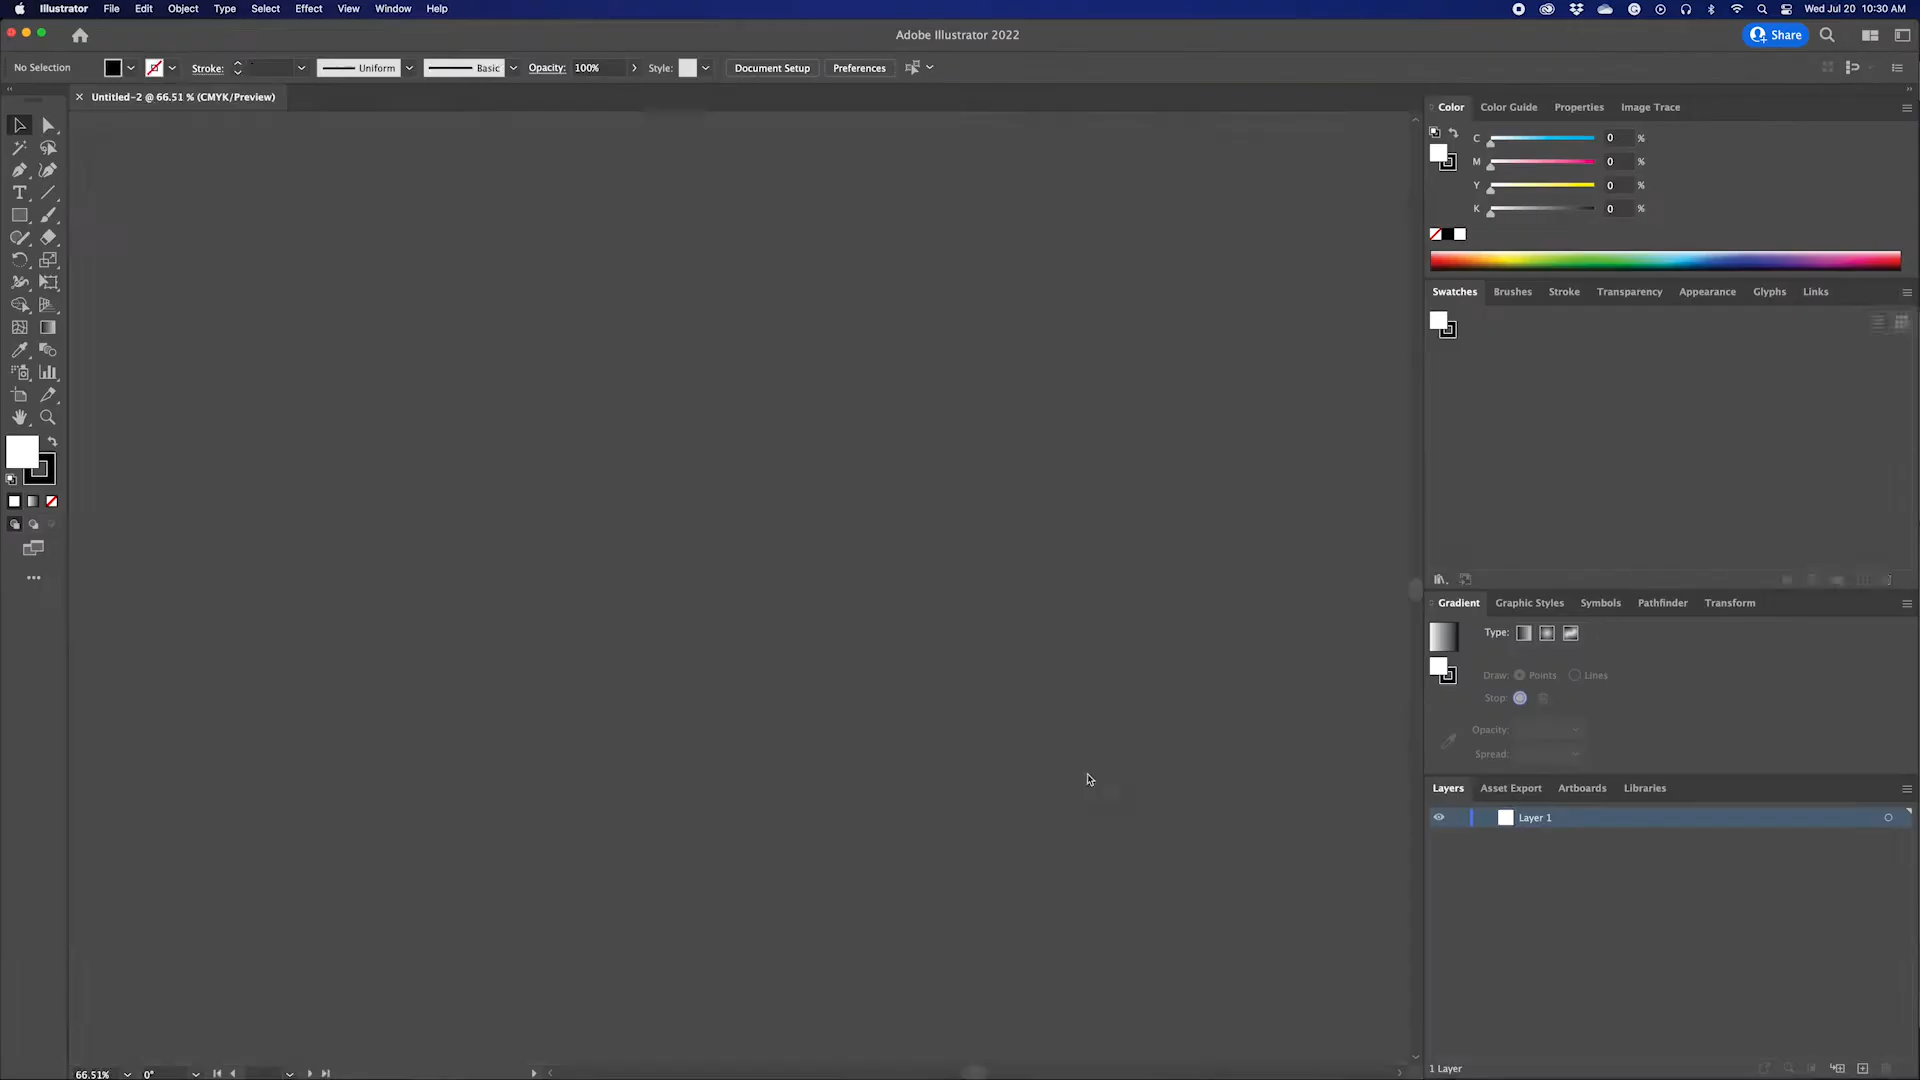 Illustrator File Edit Object Type Select Effect View Window Help Wed Jul 20 10:30 AM
Adobe Illustrator 2022 Share
No Selection Stroke: Uniform Basic Opacity: 100% Style: Document Setup Preferences
Untitled-2 @ 66.51 % (CMYK/Preview)
Color Color Guide Properties Image Trace
C 0 %
M 0 %
Y 0 %
K 0 %
Swatches Brushes Stroke Transparency Appearance Glyphs Links
Gradient Graphic Styles Symbols Pathfinder Transform
Type:
Draw: Points Lines
Stop:
Opacity:
Spread:
Layers Asset Export Artboards Libraries
Layer 1
1 Layer
66.51% 0°